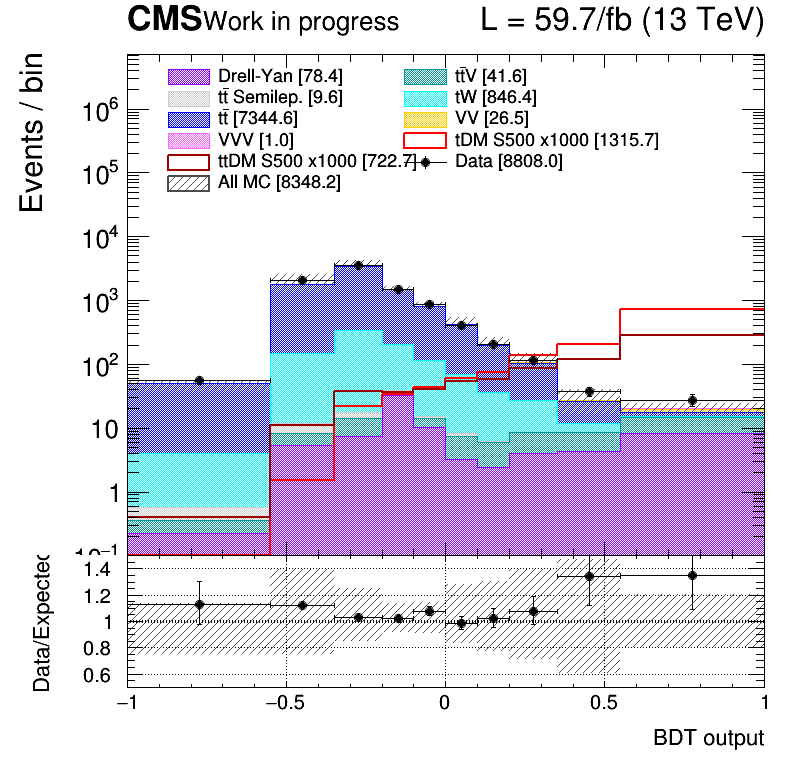 CMS Work in progress L = 59.7/fb (13 TeV)
Events / bin
Drell-Yan [78.4] tt̄V [41.6]
tt̄ Semilep. [9.6] tW [846.4]
tt̄ [7344.6] VV [26.5]
VVV [1.0] tDM S500 x1000 [1315.7]
ttDM S500 x1000 [722.7] Data [8808.0]
All MC [8348.2]
10⁶
10⁵
10⁴
10³
10²
10
1
10⁻¹
Data/Expected
1.4
1.2
1
0.8
0.6
−1 −0.5 0 0.5 1
BDT output